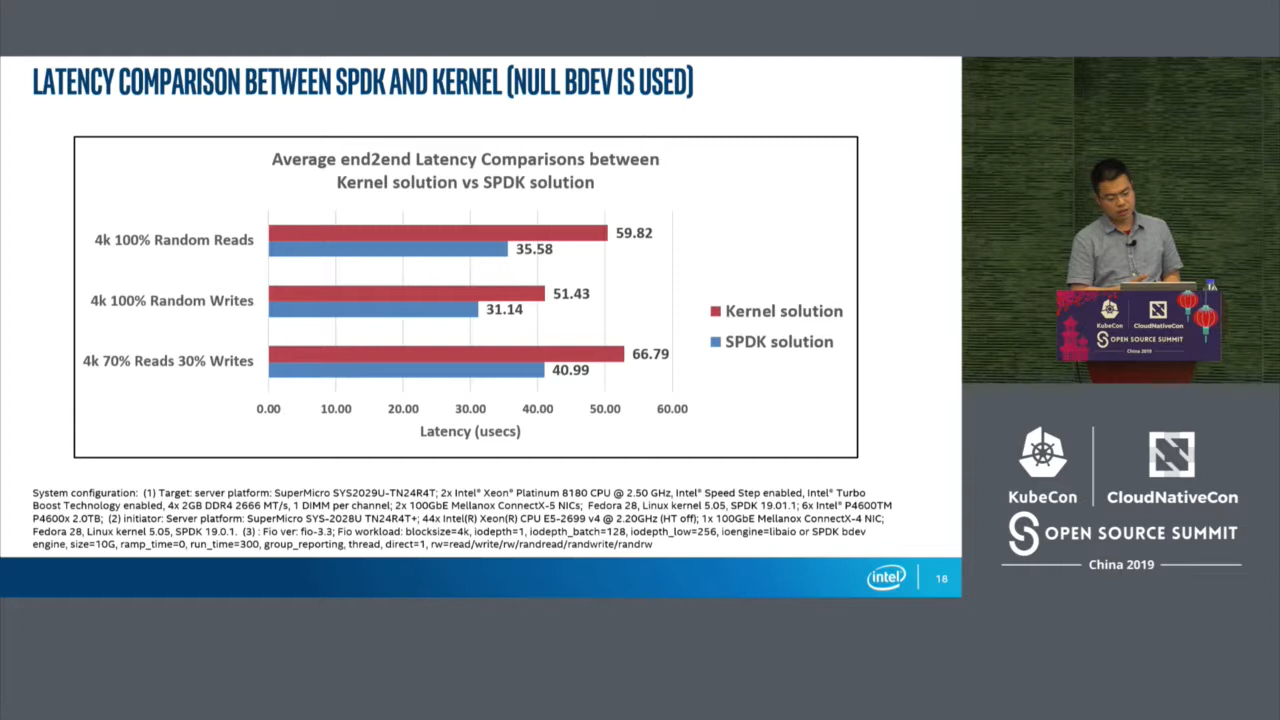 LATENCY COMPARISON BETWEEN SPDK AND KERNEL (NULL BDEV IS USED)
Average end2end Latency Comparisons between
Kernel solution vs SPDK solution
4k 100% Random Reads
59.82
35.58
4k 100% Random Writes
51.43
31.14
4k 70% Reads 30% Writes
66.79
40.99
0.00 10.00 20.00 30.00 40.00 50.00 60.00
Latency (usecs)
Kernel solution
SPDK solution
System configuration: (1) Target: server platform: SuperMicro SYS2029U-TN24R4T; 2x Intel® Xeon® Platinum 8180 CPU @ 2.50 GHz, Intel® Speed Step enabled, Intel® Turbo
Boost Technology enabled, 4x 2GB DDR4 2666 MT/s, 1 DIMM per channel; 2x 100GbE Mellanox ConnectX-5 NICs; Fedora 28, Linux kernel 5.05, SPDK 19.01.1; 6x Intel® P4600TM
P4600x 2.0TB; (2) initiator: Server platform: SuperMicro SYS-2028U TN24R4T+; 44x Intel(R) Xeon(R) CPU E5-2699 v4 @ 2.20GHz (HT off); 1x 100GbE Mellanox ConnectX-4 NIC;
Fedora 28, Linux kernel 5.05, SPDK 19.0.1. (3) : Fio ver: fio-3.3; Fio workload: blocksize=4k, iodepth=1, iodepth_batch=128, iodepth_low=256, ioengine=libaio or SPDK bdev
engine, size=10G, ramp_time=0, run_time=300, group_reporting, thread, direct=1, rw=read/write/rw/randread/randwrite/randrw
intel
18
KubeCon
CloudNativeCon
OPEN SOURCE SUMMIT
China 2019
KubeCon
CloudNativeCon
OPEN SOURCE SUMMIT
China 2019